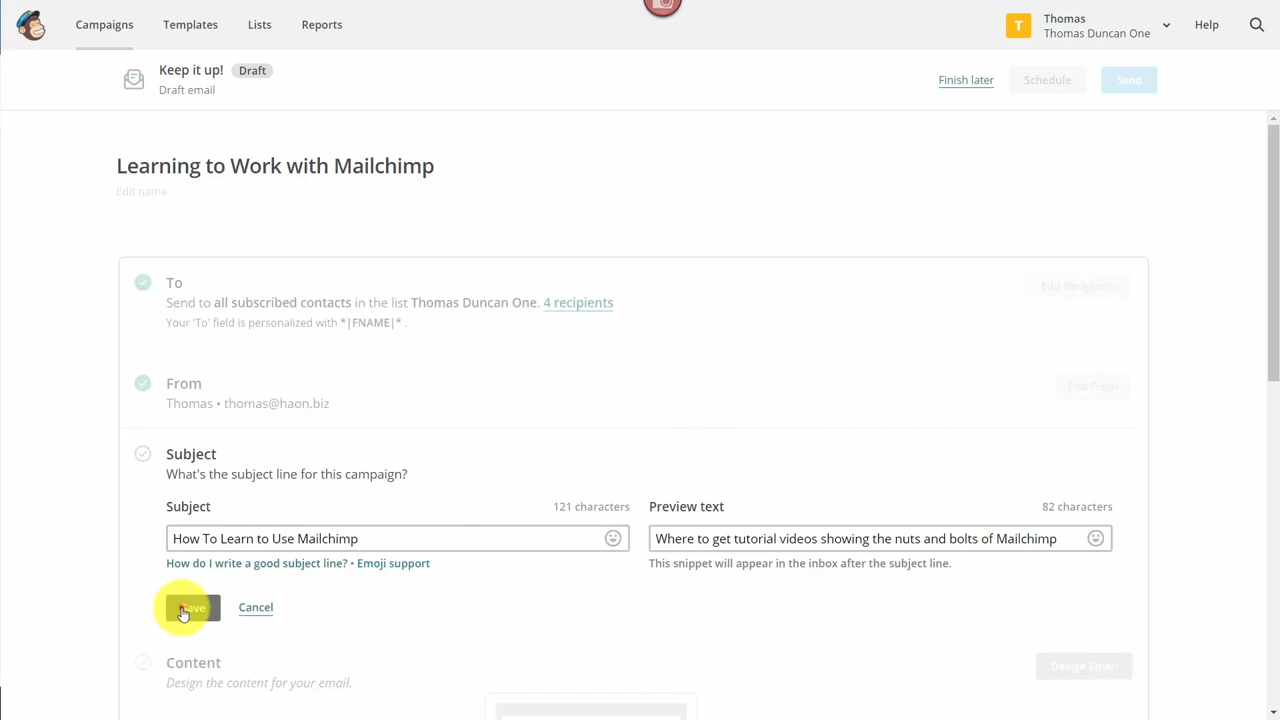 Campaigns Templates Lists Reports
T
Thomas
Thomas Duncan One
Help
Keep it up! Draft
Draft email
Finish later Schedule Send
Learning to Work with Mailchimp
Edit name
To
Edit Recipients
Send to all subscribed contacts in the list Thomas Duncan One. 4 recipients
Your 'To' field is personalized with *|FNAME|* .
From
Edit From
Thomas • thomas@haon.biz
Subject
What's the subject line for this campaign?
Subject 121 characters
Preview text 82 characters
How To Learn to Use Mailchimp
Where to get tutorial videos showing the nuts and bolts of Mailchimp
How do I write a good subject line? • Emoji support
This snippet will appear in the inbox after the subject line.
Save Cancel
Content
Design Email
Design the content for your email.